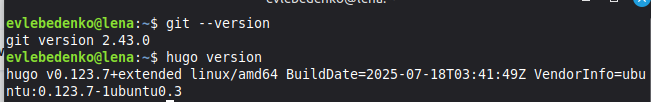 evlebedenko@lena:~$ git --version
git version 2.43.0
evlebedenko@lena:~$ hugo version
hugo v0.123.7+extended linux/amd64 BuildDate=2025-07-18T03:41:49Z VendorInfo=ubu
ntu:0.123.7-1ubuntu0.3